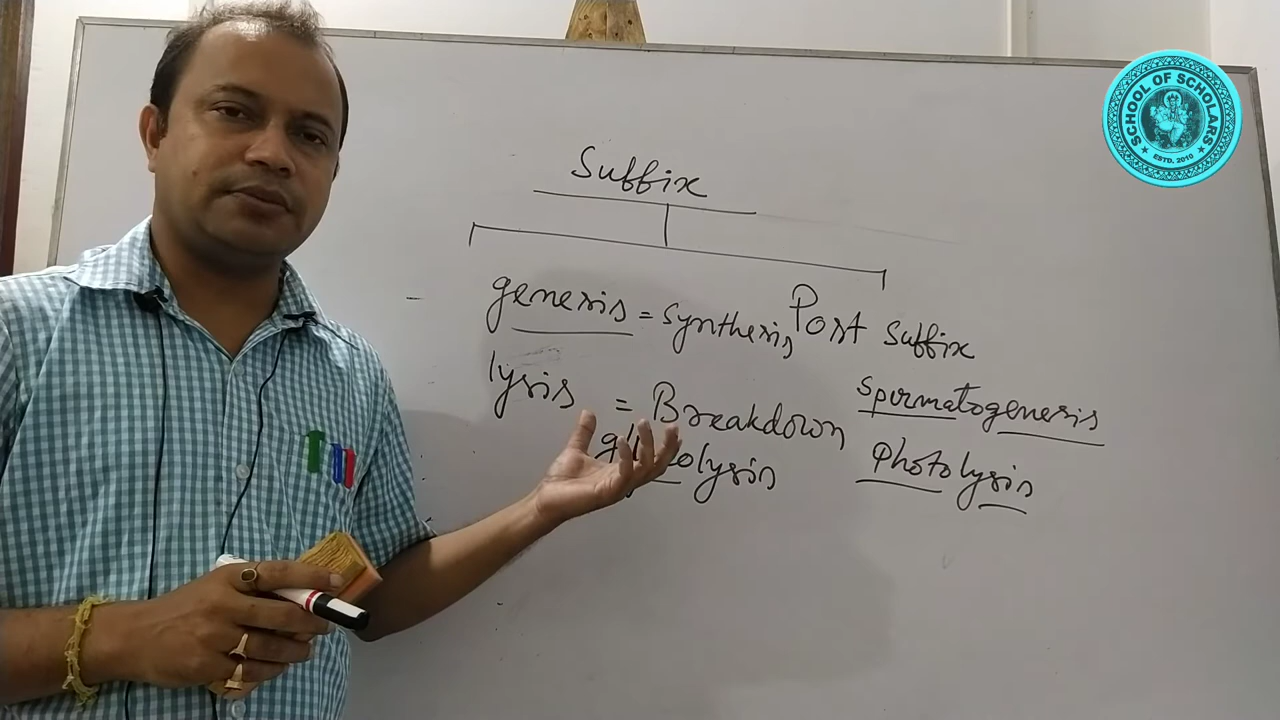 Suffix
genesis = Synthesis
Post Suffix
lysis = Breakdown
Spermatogenesis
glycolysis
Photolysis
SCHOOL OF SCHOLARS
ESTD. 2010